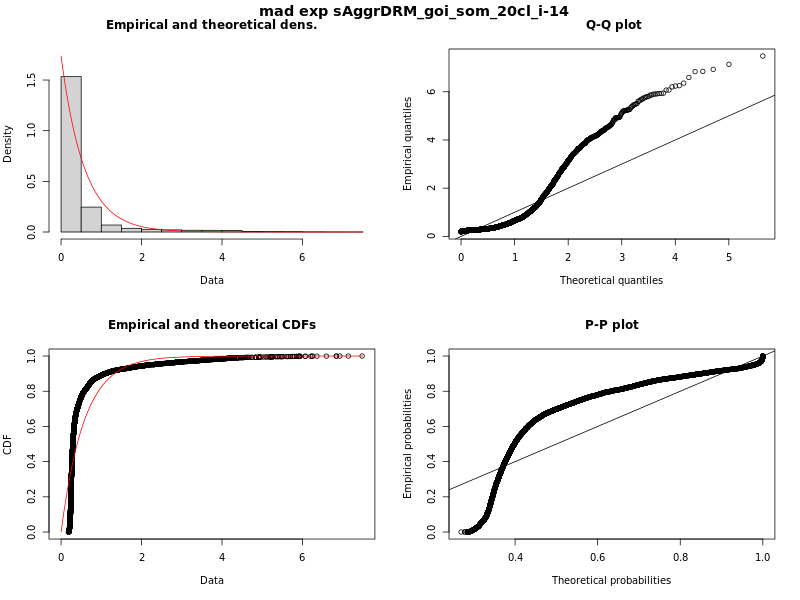 mad exp sAggrDRM_goi_som_20cl_i-14
Empirical and theoretical dens.
Density
0.0 0.5 1.0 1.5
0 2 4 6
Data
Q-Q plot
Empirical quantiles
0 2 4 6
0 1 2 3 4 5
Theoretical quantiles
Empirical and theoretical CDFs
CDF
0.0 0.2 0.4 0.6 0.8 1.0
0 2 4 6
Data
P-P plot
Empirical probabilities
0.0 0.2 0.4 0.6 0.8 1.0
0.4 0.6 0.8 1.0
Theoretical probabilities